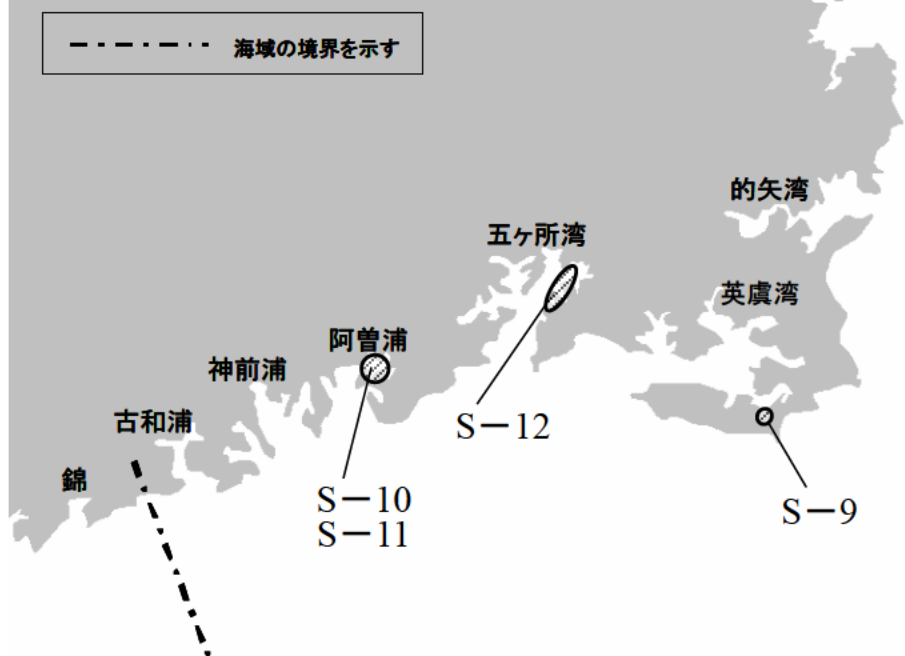 海域の境界を示す
的矢湾
五ヶ所湾
英虞湾
阿曽浦
神前浦
古和浦
S－12
錦
S－10
S－11
S－9